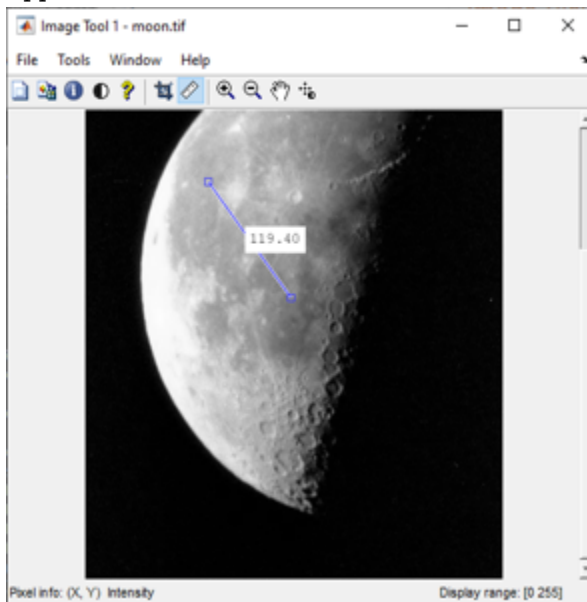 Image Tool 1 - moon.tif
File Tools Window Help
119.40
Pixel info: (X, Y) Intensity
Display range: [0 255]